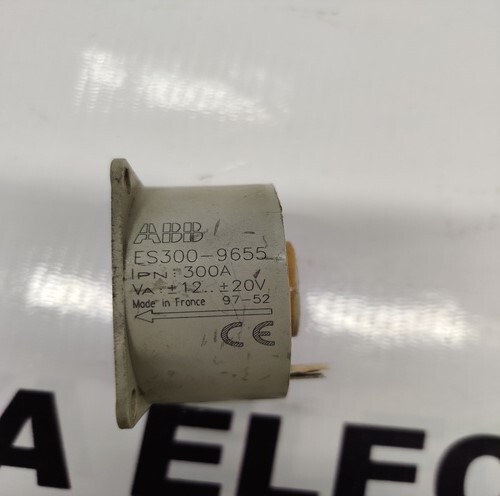 ABB
ES300-9655
IPN: 300A
VA: ±12..±20V
Made in France 97-52
CE
A ELEC